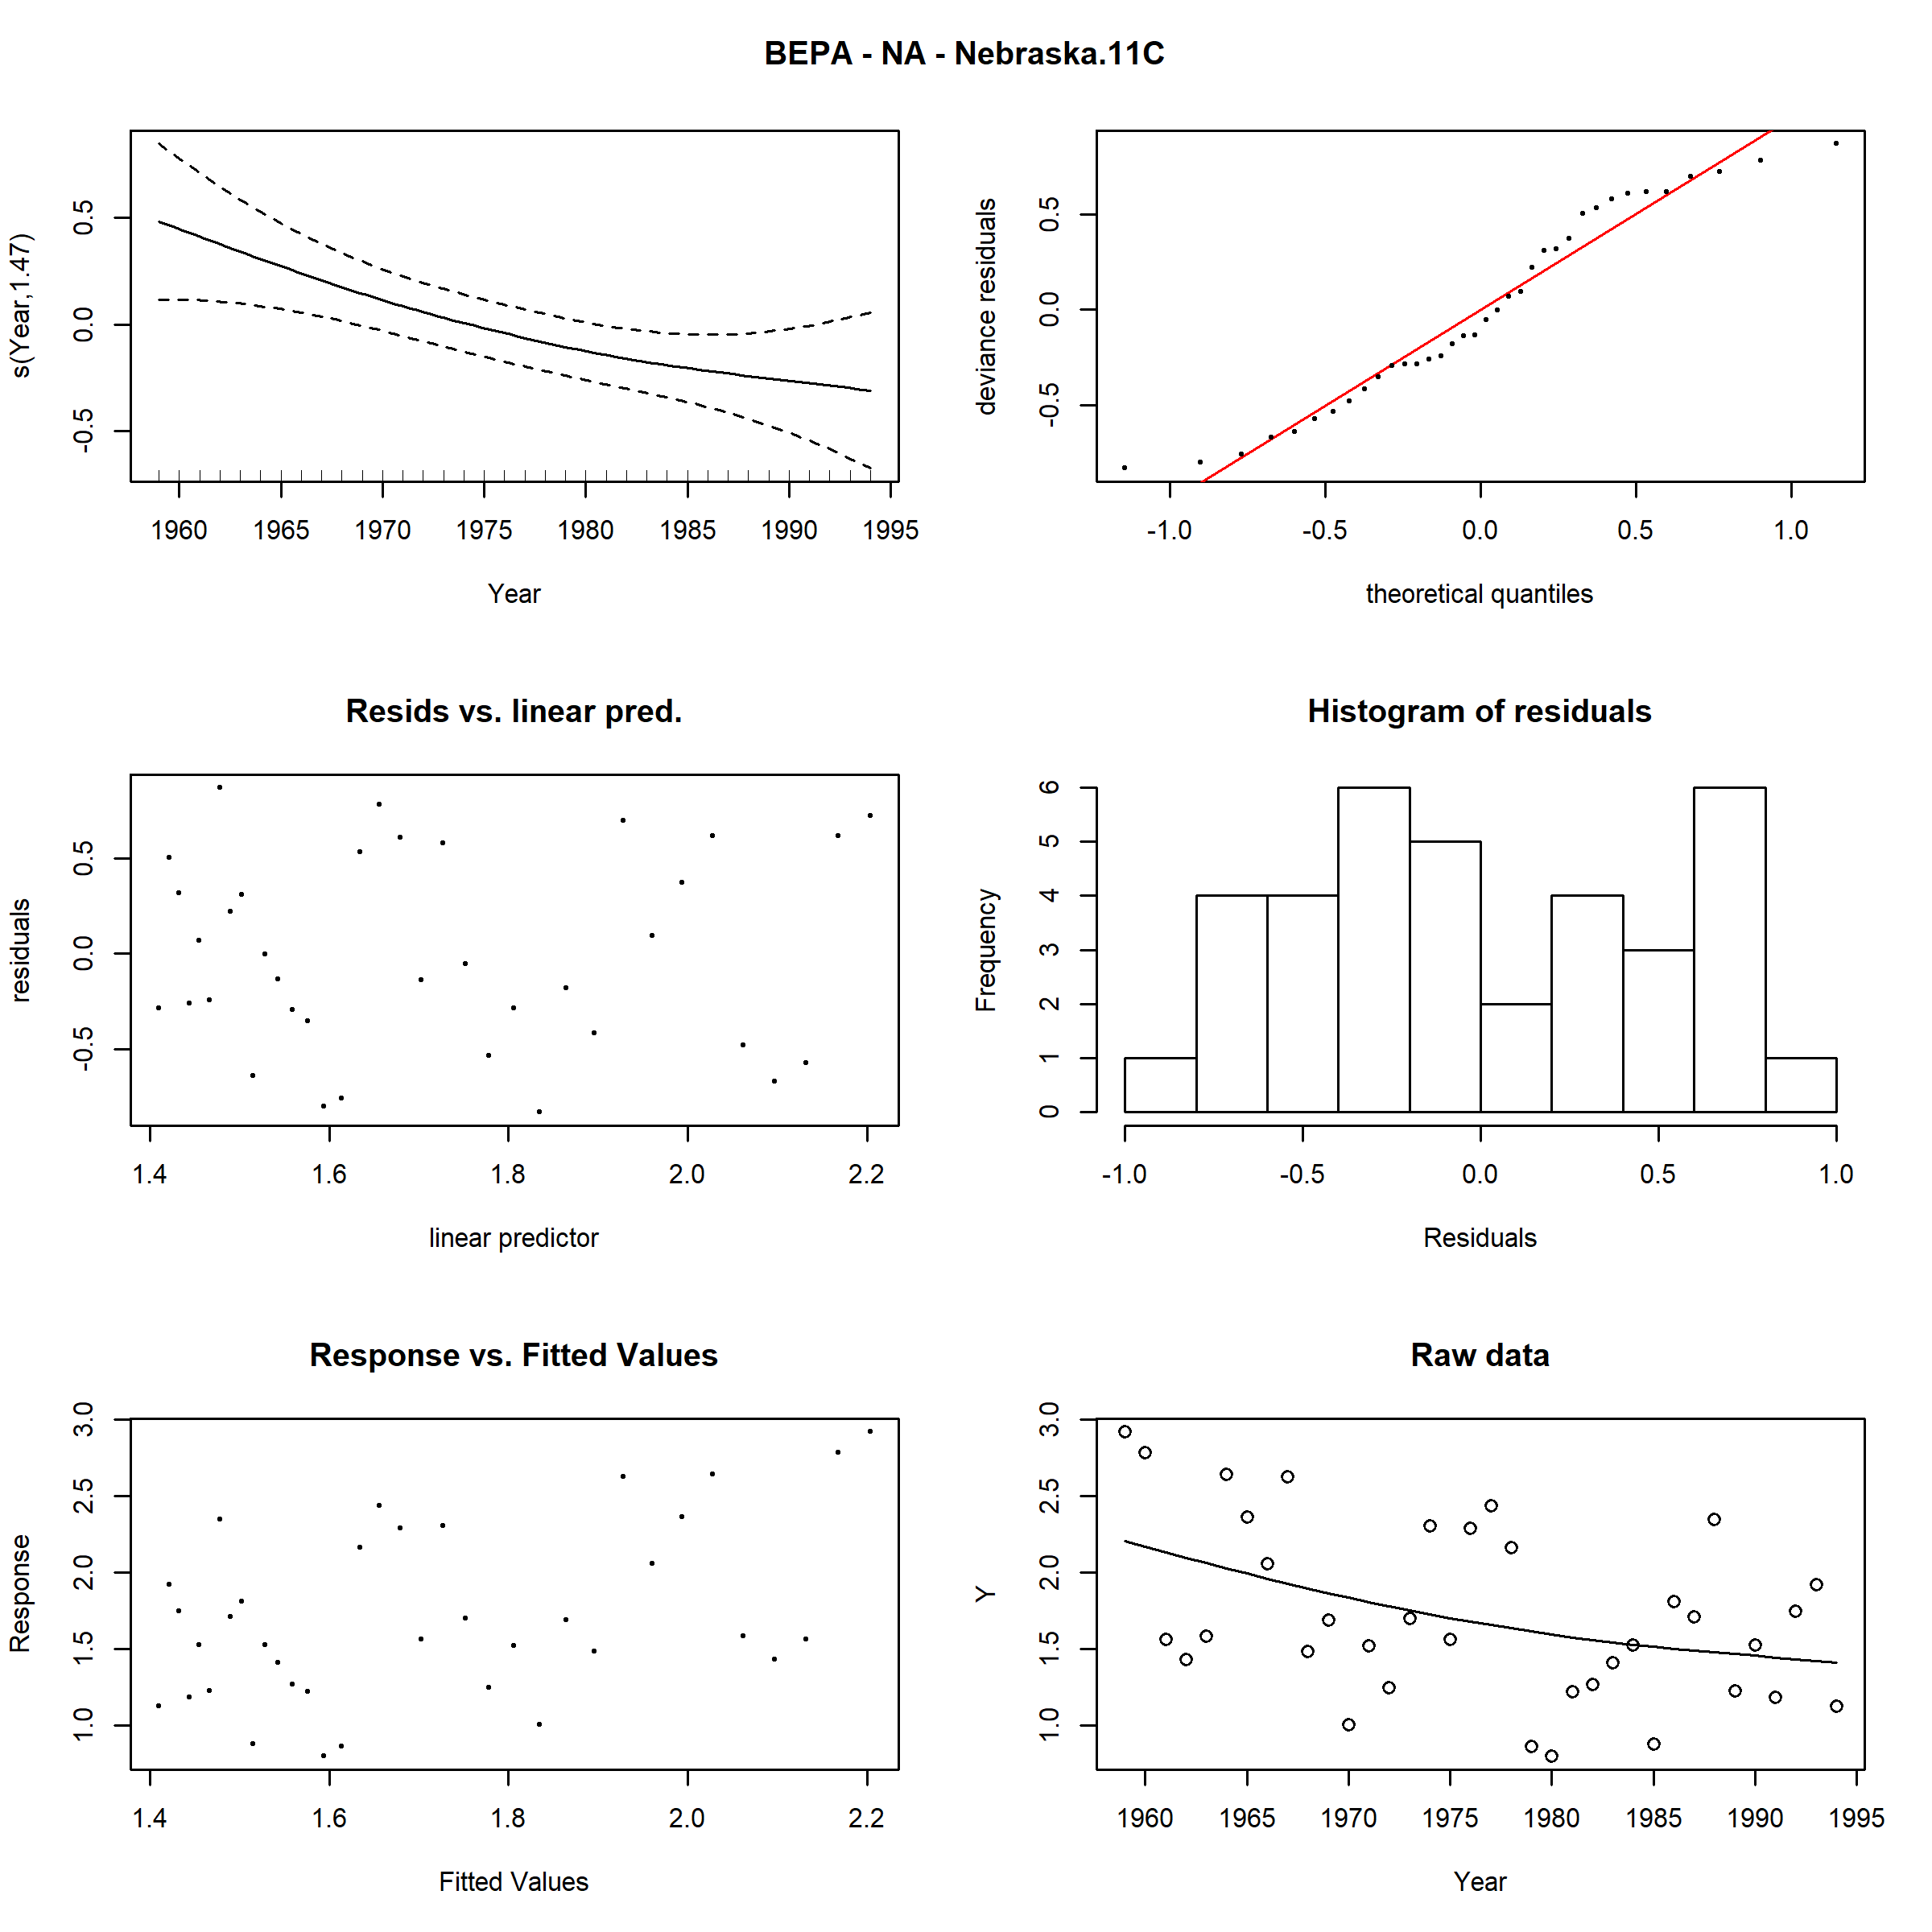 BEPA - NA - Nebraska.11C
s(Year,1.47)
0.5
0.0
-0.5
1960 1965 1970 1975 1980 1985 1990 1995
Year
deviance residuals
0.5
0.0
-0.5
-1.0 -0.5 0.0 0.5 1.0
theoretical quantiles
Resids vs. linear pred.
residuals
0.5
0.0
-0.5
1.4 1.6 1.8 2.0 2.2
linear predictor
Histogram of residuals
Frequency
6
5
4
3
2
1
0
-1.0 -0.5 0.0 0.5 1.0
Residuals
Response vs. Fitted Values
Response
3.0
2.5
2.0
1.5
1.0
1.4 1.6 1.8 2.0 2.2
Fitted Values
Raw data
Y
3.0
2.5
2.0
1.5
1.0
1960 1965 1970 1975 1980 1985 1990 1995
Year